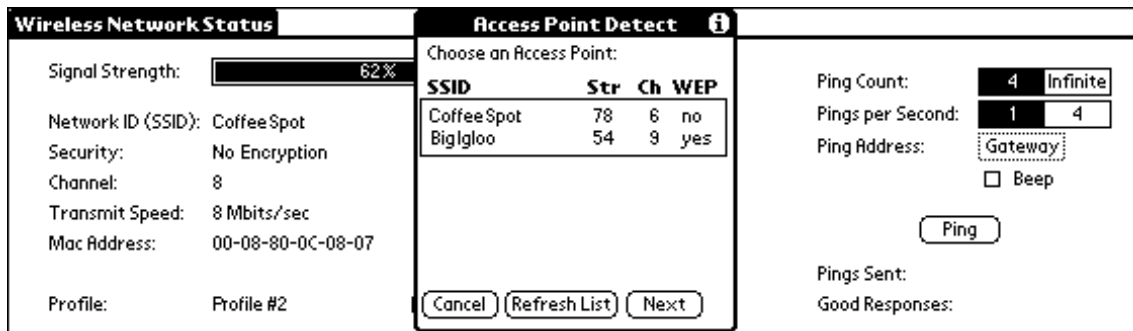 Wireless Network Status
Signal Strength: 62%
Network ID (SSID): CoffeeSpot
Security: No Encryption
Channel: 8
Transmit Speed: 8 Mbits/sec
Mac Address: 00-08-80-0C-08-07
Profile: Profile #2
Access Point Detect i
Choose an Access Point:
SSID Str Ch WEP
CoffeeSpot 78 6 no
BigIgloo 54 9 yes
Cancel Refresh List Next
Ping Count: 4 Infinite
Pings per Second: 1 4
Ping Address: Gateway
Beep
Ping
Pings Sent:
Good Responses: